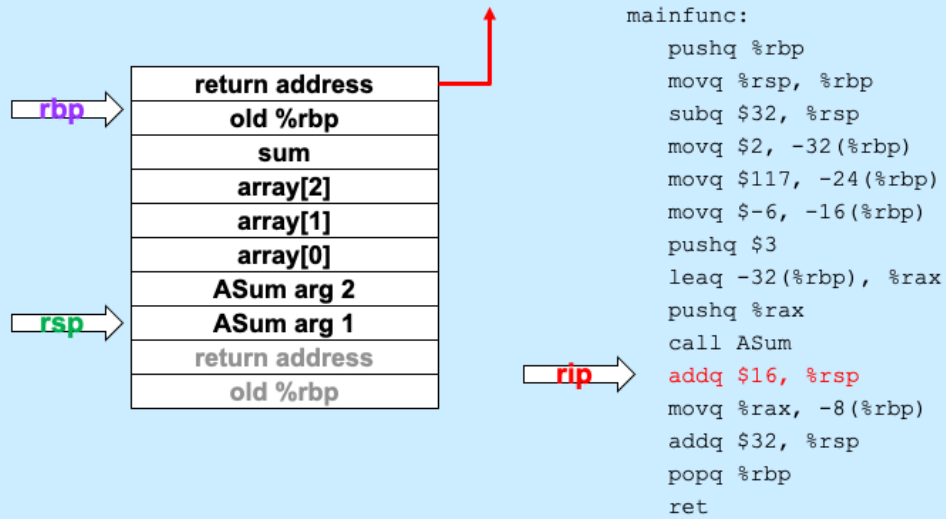 return address
rbp
old %rbp
sum
array[2]
array[1]
array[0]
ASum arg 2
rsp
ASum arg 1
return address
old %rbp
mainfunc:
pushq %rbp
movq %rsp, %rbp
subq $32, %rsp
movq $2, -32(%rbp)
movq $117, -24(%rbp)
movq $-6, -16(%rbp)
pushq $3
leaq -32(%rbp), %rax
pushq %rax
call ASum
rip
addq $16, %rsp
movq %rax, -8(%rbp)
addq $32, %rsp
popq %rbp
ret